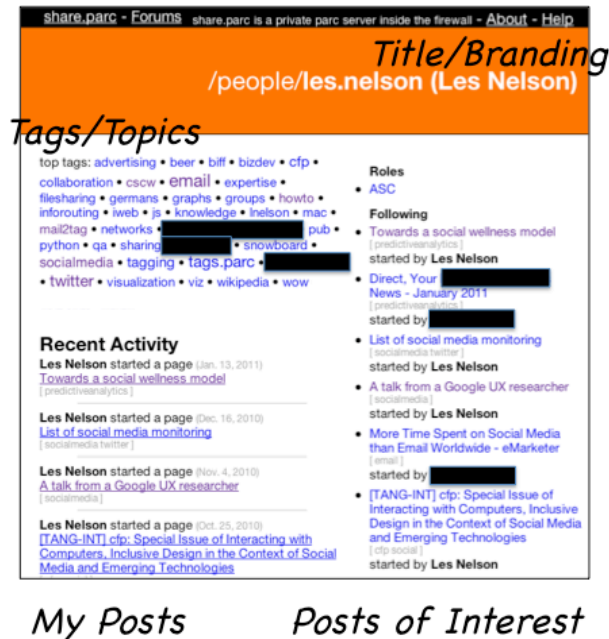 share.parc - Forums share.parc is a private parc server inside the firewall - About - Help
Title/Branding
/people/les.nelson (Les Nelson)
Tags/Topics
top tags: advertising • beer • biff • bizdev • cfp •
collaboration • cscw • email • expertise •
filesharing • germans • graphs • groups • howto •
inforouting • iweb • js • knowledge • lnelson • mac •
mail2tag • networks • pub •
python • qa • sharing • snowboard •
socialmedia • tagging • tags.parc •
• twitter • visualization • viz • wikipedia • wow
Recent Activity
Les Nelson started a page (Jan. 13, 2011)
Towards a social wellness model
[ predictiveanalytics ]
Les Nelson started a page (Dec. 16, 2010)
List of social media monitoring
[ socialmedia twitter ]
Les Nelson started a page (Nov. 4, 2010)
A talk from a Google UX researcher
[ socialmedia ]
Les Nelson started a page (Oct. 25, 2010)
[TANG-INT] cfp: Special Issue of Interacting with
Computers, Inclusive Design in the Context of Social
Media and Emerging Technologies
Roles
• ASC
Following
• Towards a social wellness model
[ predictiveanalytics ]
started by Les Nelson
• Direct, Your
News - January 2011
[ predictiveanalytics ]
started by
• List of social media monitoring
[ socialmedia twitter ]
started by Les Nelson
• A talk from a Google UX researcher
[ socialmedia ]
started by Les Nelson
• More Time Spent on Social Media
than Email Worldwide - eMarketer
[ email ]
started by
• [TANG-INT] cfp: Special Issue of
Interacting with Computers, Inclusive
Design in the Context of Social Media
and Emerging Technologies
[ cfp social ]
started by Les Nelson
My Posts
Posts of Interest